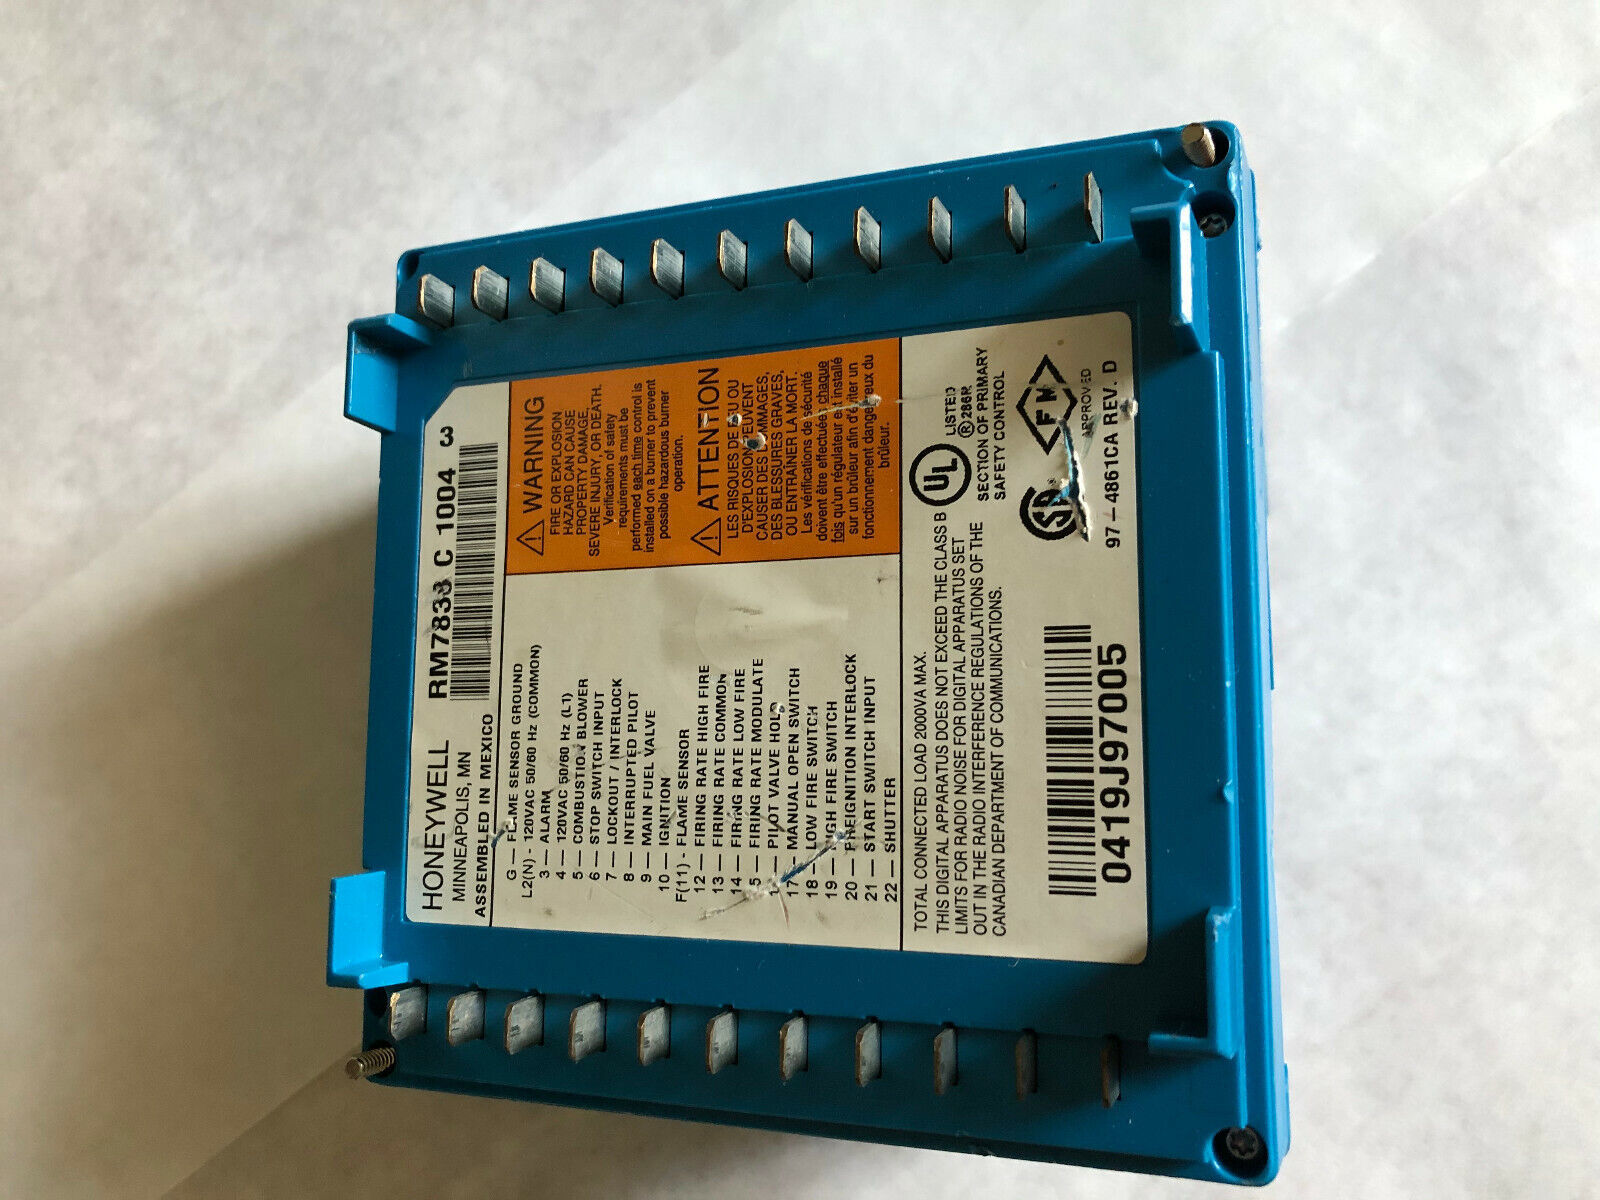 HONEYWELL
MINNEAPOLIS, MN
ASSEMBLED IN MEXICO
RM7838 C 1004 3
G — FLAME SENSOR GROUND
L2(N) - 120VAC 50/60 Hz (COMMON)
3 — ALARM
4 — 120VAC 50/60 Hz (L1)
5 — COMBUSTION BLOWER
6 — STOP SWITCH INPUT
7 — LOCKOUT / INTERLOCK
8 — INTERRUPTED PILOT
9 — MAIN FUEL VALVE
10 — IGNITION
F(11) - FLAME SENSOR
12 — FIRING RATE HIGH FIRE
13 — FIRING RATE COMMON
14 — FIRING RATE LOW FIRE
15 — FIRING RATE MODULATE
1 — PILOT VALVE HOLD
17 — MANUAL OPEN SWITCH
18 — LOW FIRE SWITCH
19 — HIGH FIRE SWITCH
20 — PREIGNITION INTERLOCK
21 — START SWITCH INPUT
22 — SHUTTER
⚠ WARNING
FIRE OR EXPLOSION
HAZARD CAN CAUSE
PROPERTY DAMAGE,
SEVERE INJURY, OR DEATH.
Verification of safety
requirements must be
performed each time control is
installed on a burner to prevent
possible hazardous burner
operation.
⚠ ATTENTION
LES RISQUES DE FEU OU
D'EXPLOSION PEUVENT
CAUSER DES DOMMAGES,
DES BLESSURES GRAVES,
OU ENTRAÎNER LA MORT.
Les vérifications de sécurité
doivent être effectuées chaque
fois qu'un régulateur est installé
sur un brûleur afin d'éviter un
fonctionnement dangereux du
brûleur.
TOTAL CONNECTED LOAD 2000VA MAX.
THIS DIGITAL APPARATUS DOES NOT EXCEED THE CLASS B
LIMITS FOR RADIO NOISE FOR DIGITAL APPARATUS SET
OUT IN THE RADIO INTERFERENCE REGULATIONS OF THE
CANADIAN DEPARTMENT OF COMMUNICATIONS.
UL
LISTED
® 286R
SECTION OF PRIMARY
SAFETY CONTROL
SA
FM
APPROVED
97-4861CA REV. D
0419J97005